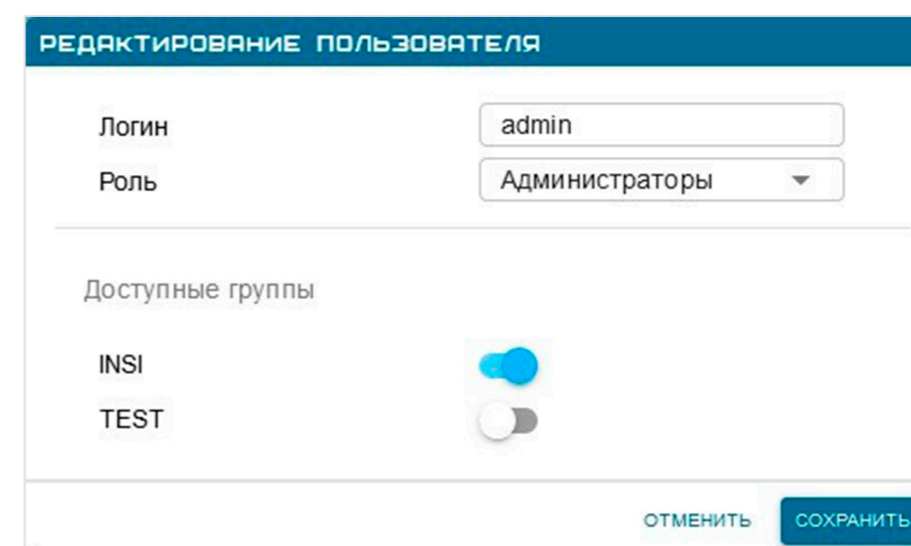 РЕДАКТИРОВАНИЕ ПОЛЬЗОВАТЕЛЯ
Логин admin
Роль Администраторы
Доступные группы
INSI
TEST
ОТМЕНИТЬ СОХРАНИТЬ